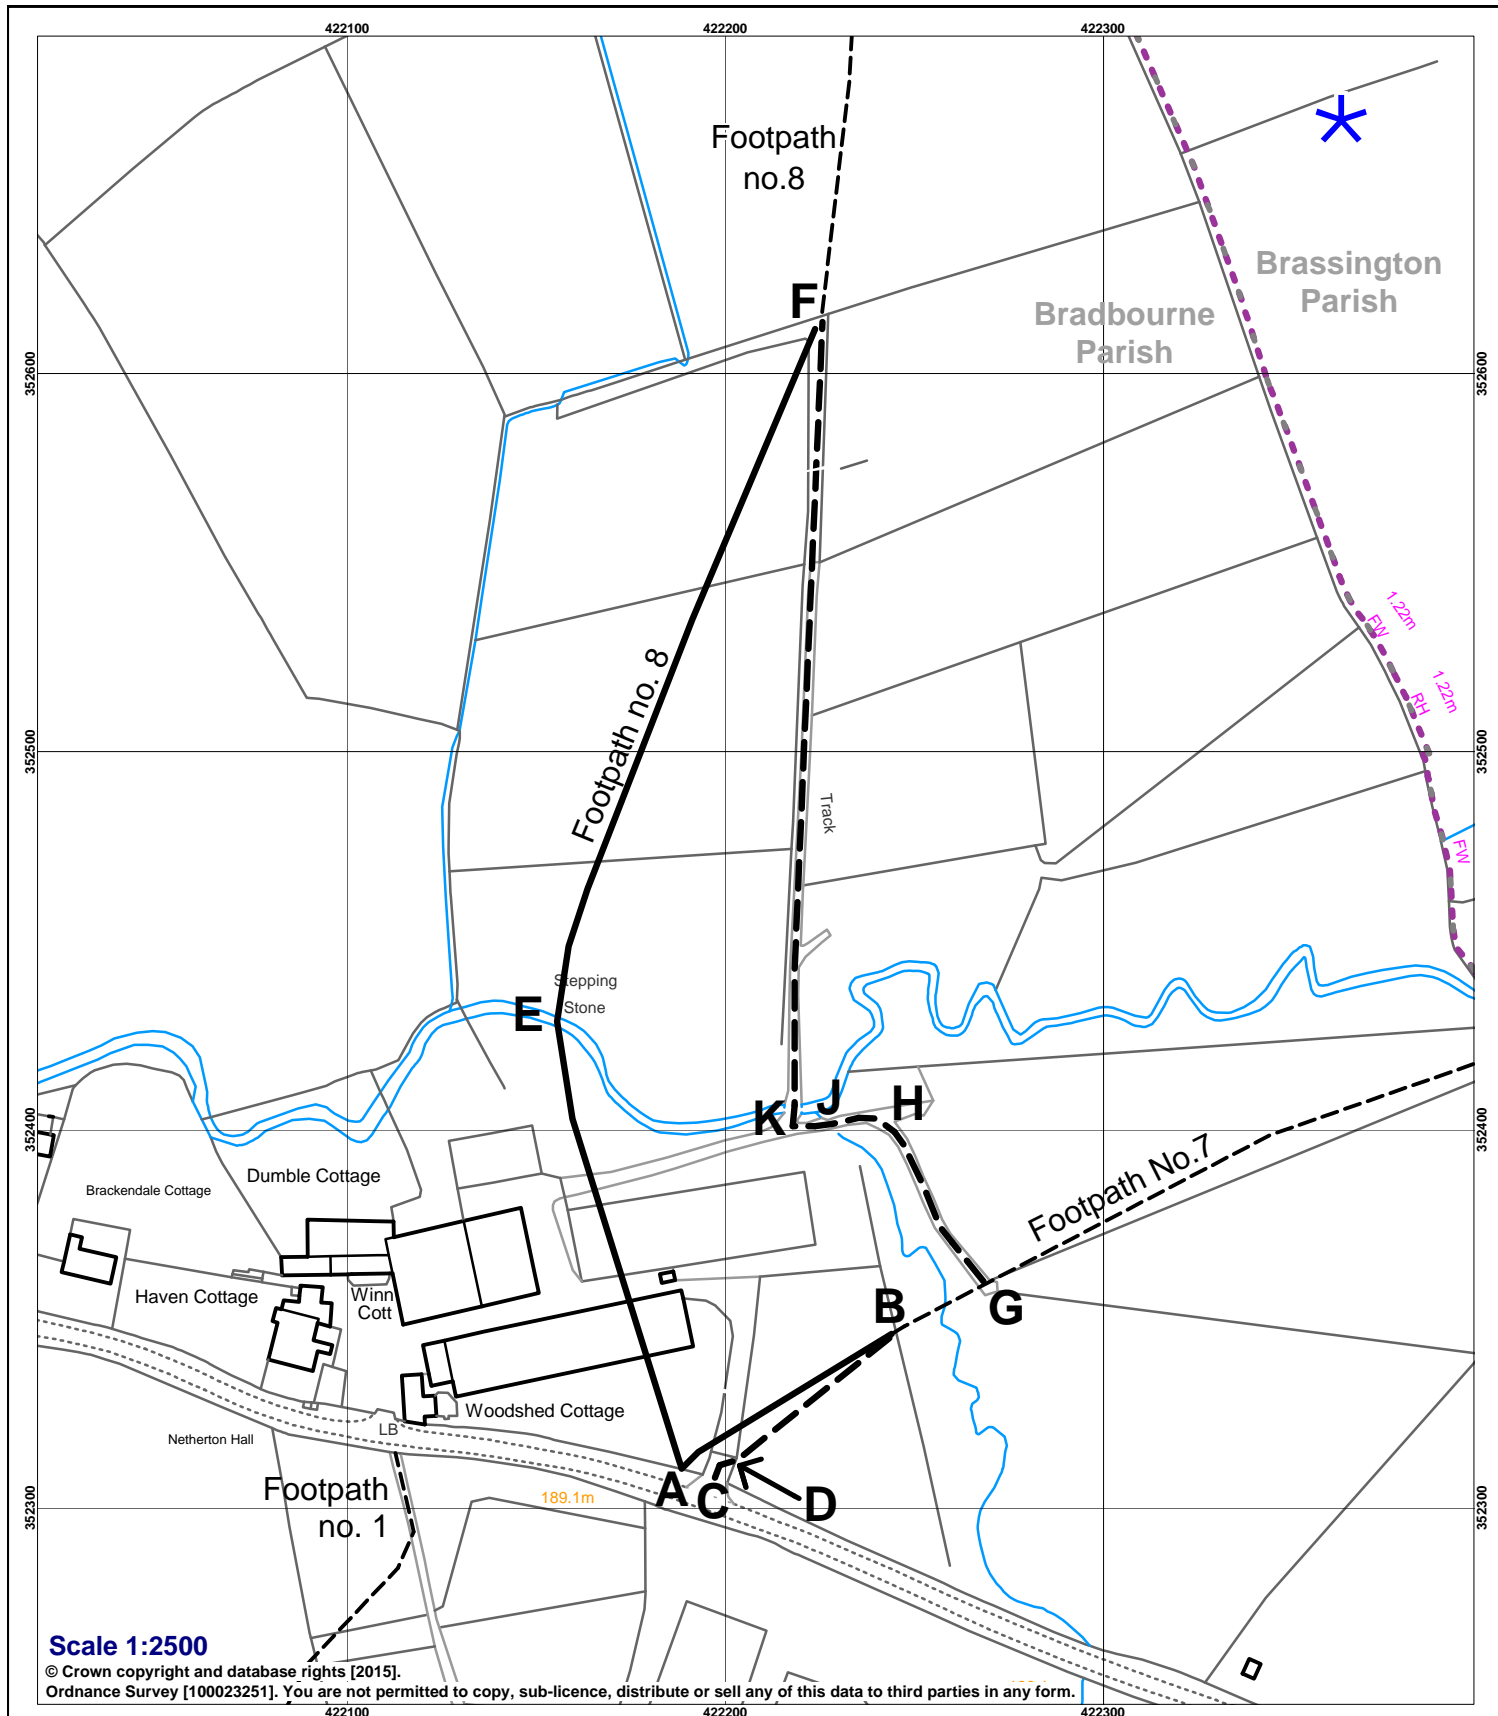 422100
422200
422300
Footpath
no.8
Brassington
Parish
F
Bradbourne
Parish
352600
352600
1.22m
FW
1.22m
RH
Footpath no. 8
352500
352500
Track
FW
Stepping
E
Stone
K
J
H
352400
352400
Dumble Cottage
Brackendale Cottage
Footpath No.7
Haven Cottage
Winn
Cott
B
G
Woodshed Cottage
LB
Netherton Hall
A
C
D
189.1m
Footpath
no. 1
352300
352300
Scale 1:2500
© Crown copyright and database rights [2015].
Ordnance Survey [100023251]. You are not permitted to copy, sub-licence, distribute or sell any of this data to third parties in any form.
422100
422200
422300